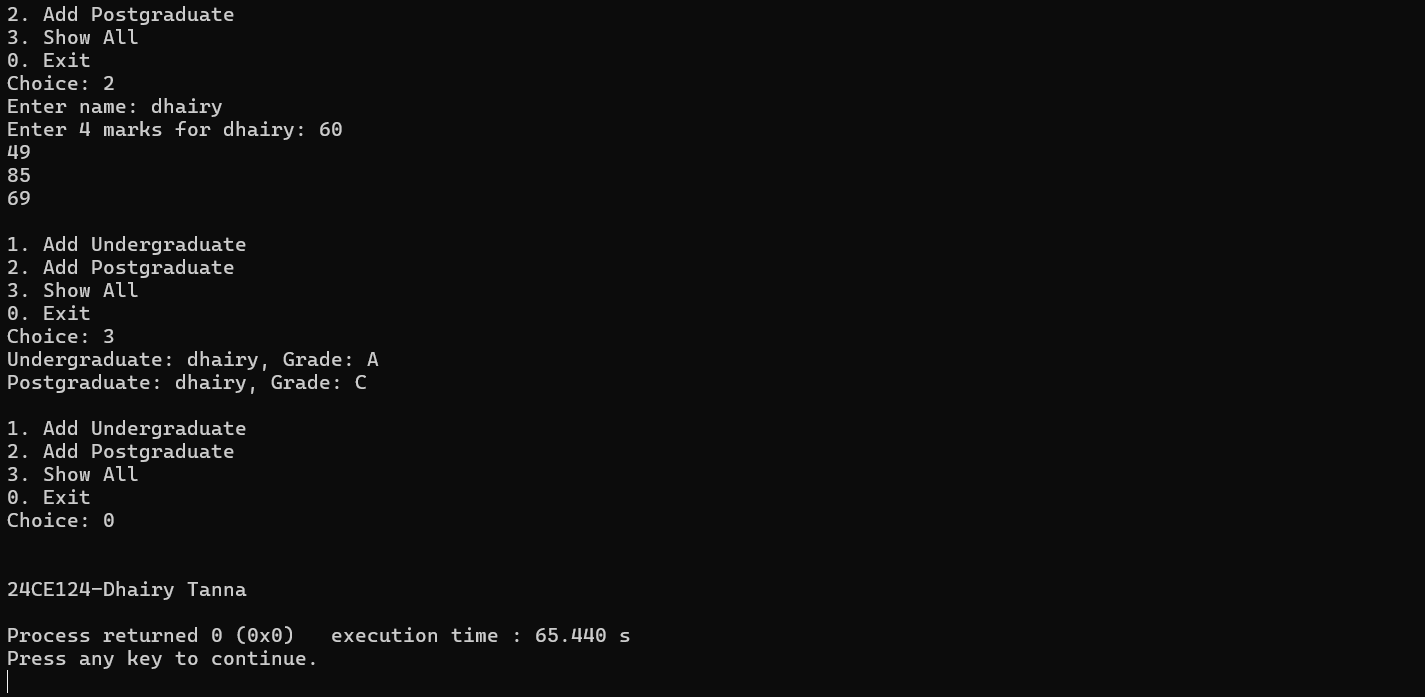 2. Add Postgraduate
3. Show All
0. Exit
Choice: 2
Enter name: dhairy
Enter 4 marks for dhairy: 60
49
85
69

1. Add Undergraduate
2. Add Postgraduate
3. Show All
0. Exit
Choice: 3
Undergraduate: dhairy, Grade: A
Postgraduate: dhairy, Grade: C

1. Add Undergraduate
2. Add Postgraduate
3. Show All
0. Exit
Choice: 0


24CE124-Dhairy Tanna

Process returned 0 (0x0)   execution time : 65.440 s
Press any key to continue.